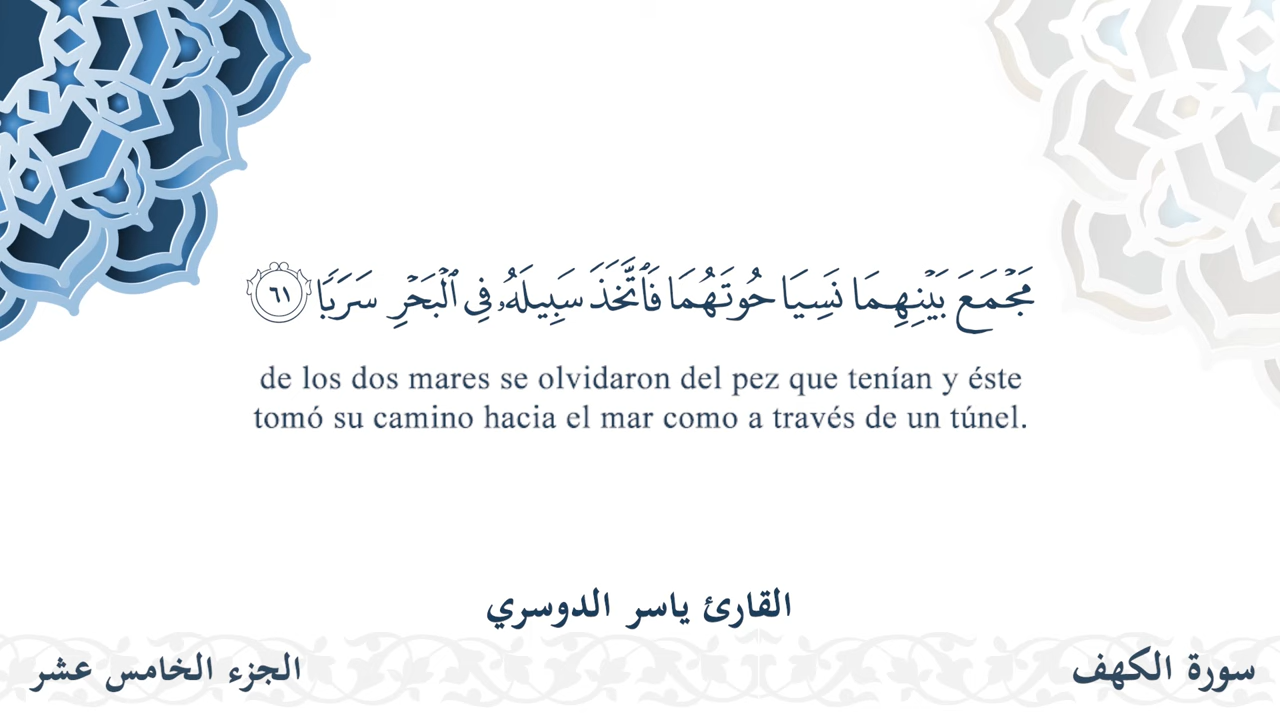 مَجْمَعَ بَيْنِهِمَا نَسِيَا حُوتَهُمَا فَٱتَّخَذَ سَبِيلَهُۥ فِى ٱلْبَحْرِ سَرَبًا ٦١
de los dos mares se olvidaron del pez que tenían y éste
tomó su camino hacia el mar como a través de un túnel.
القارئ ياسر الدوسري
سورة الكهف
الجزء الخامس عشر